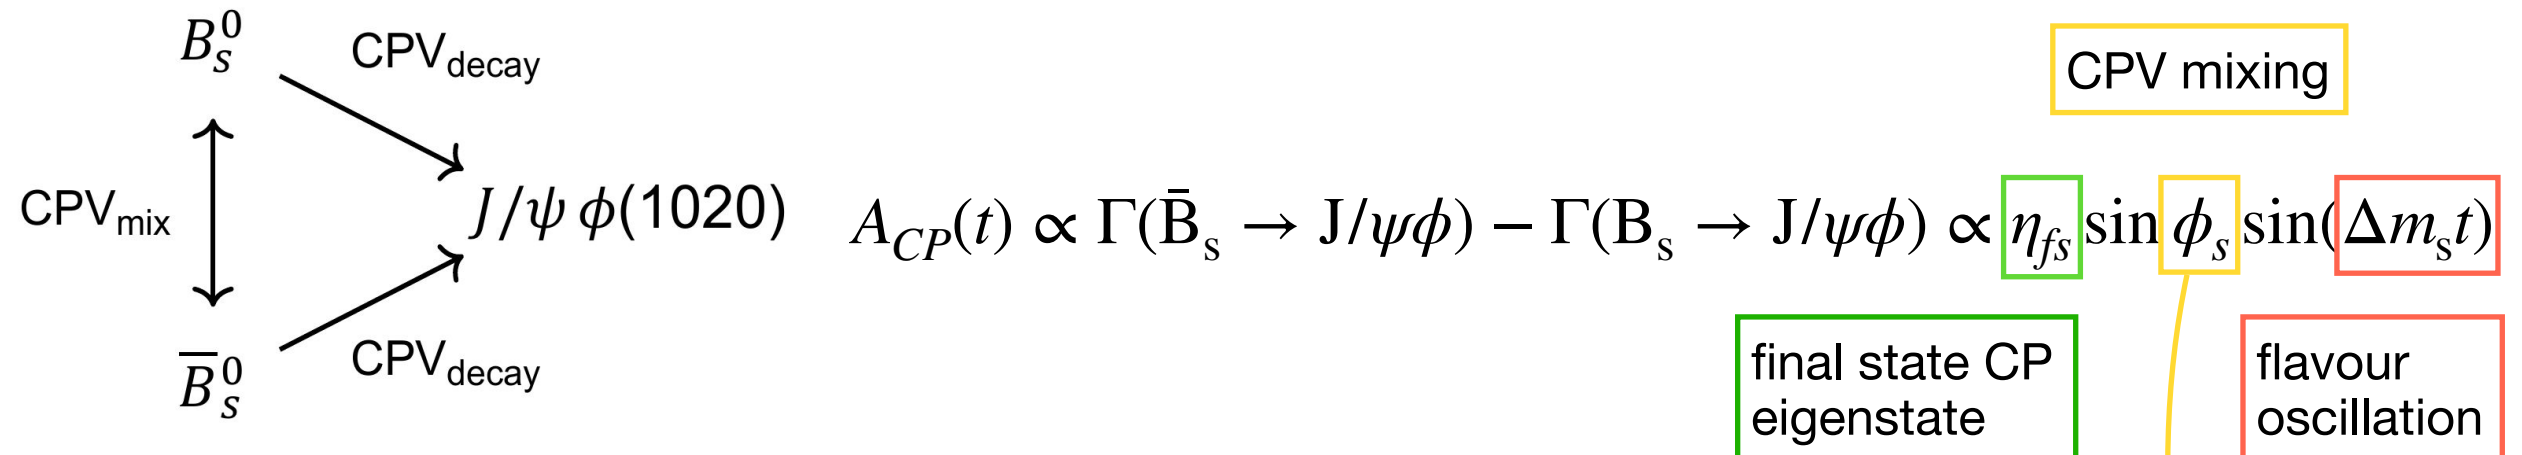 B_s^0
CPV_decay
CPV_mix
J/ψ ϕ(1020)
B̅_s^0
CPV_decay
CPV mixing
A_CP(t) ∝ Γ(B̄_s → J/ψϕ) − Γ(B_s → J/ψϕ) ∝ η_fs sin ϕ_s sin(Δm_s t)
final state CP
eigenstate
flavour
oscillation